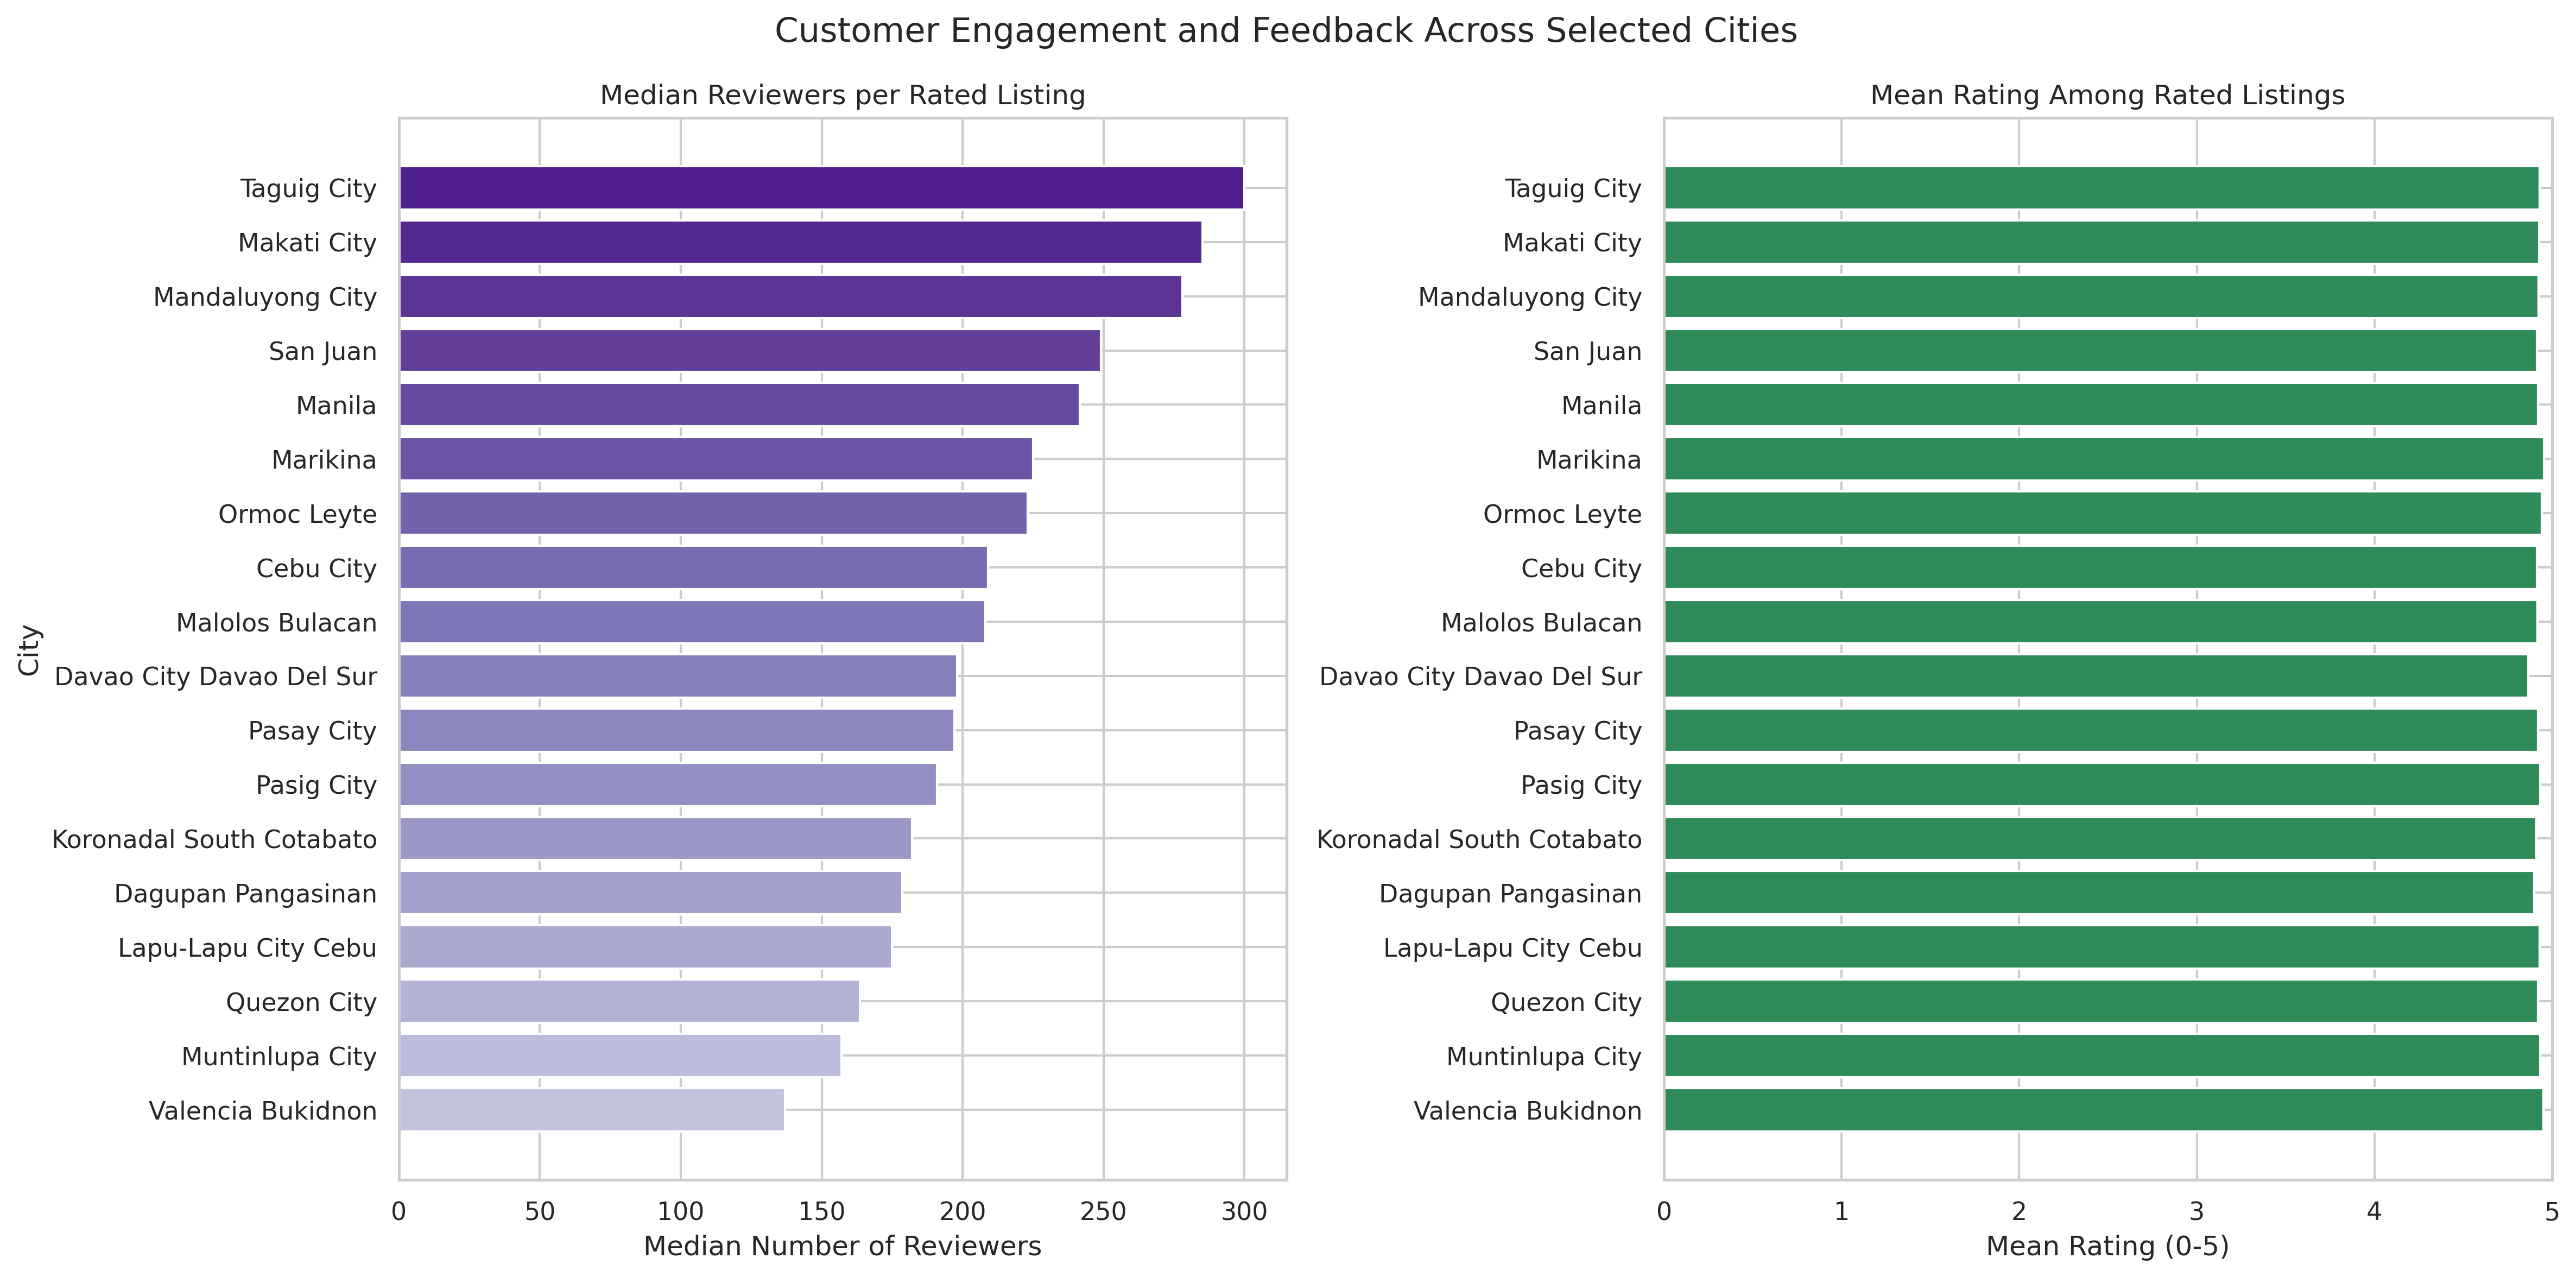 Customer Engagement and Feedback Across Selected Cities
Median Reviewers per Rated Listing
City
Taguig City
Makati City
Mandaluyong City
San Juan
Manila
Marikina
Ormoc Leyte
Cebu City
Malolos Bulacan
Davao City Davao Del Sur
Pasay City
Pasig City
Koronadal South Cotabato
Dagupan Pangasinan
Lapu-Lapu City Cebu
Quezon City
Muntinlupa City
Valencia Bukidnon
0 50 100 150 200 250 300
Median Number of Reviewers
Mean Rating Among Rated Listings
Taguig City
Makati City
Mandaluyong City
San Juan
Manila
Marikina
Ormoc Leyte
Cebu City
Malolos Bulacan
Davao City Davao Del Sur
Pasay City
Pasig City
Koronadal South Cotabato
Dagupan Pangasinan
Lapu-Lapu City Cebu
Quezon City
Muntinlupa City
Valencia Bukidnon
0 1 2 3 4 5
Mean Rating (0-5)